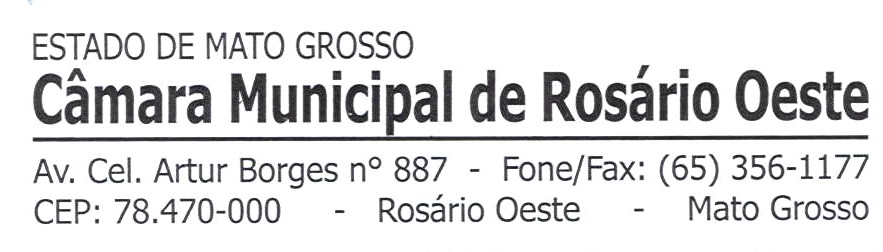 ESTADO DE MATO GROSSO
Câmara Municipal de Rosário Oeste
Av. Cel. Artur Borges n° 887 - Fone/Fax: (65) 356-1177
CEP: 78.470-000 - Rosário Oeste - Mato Grosso